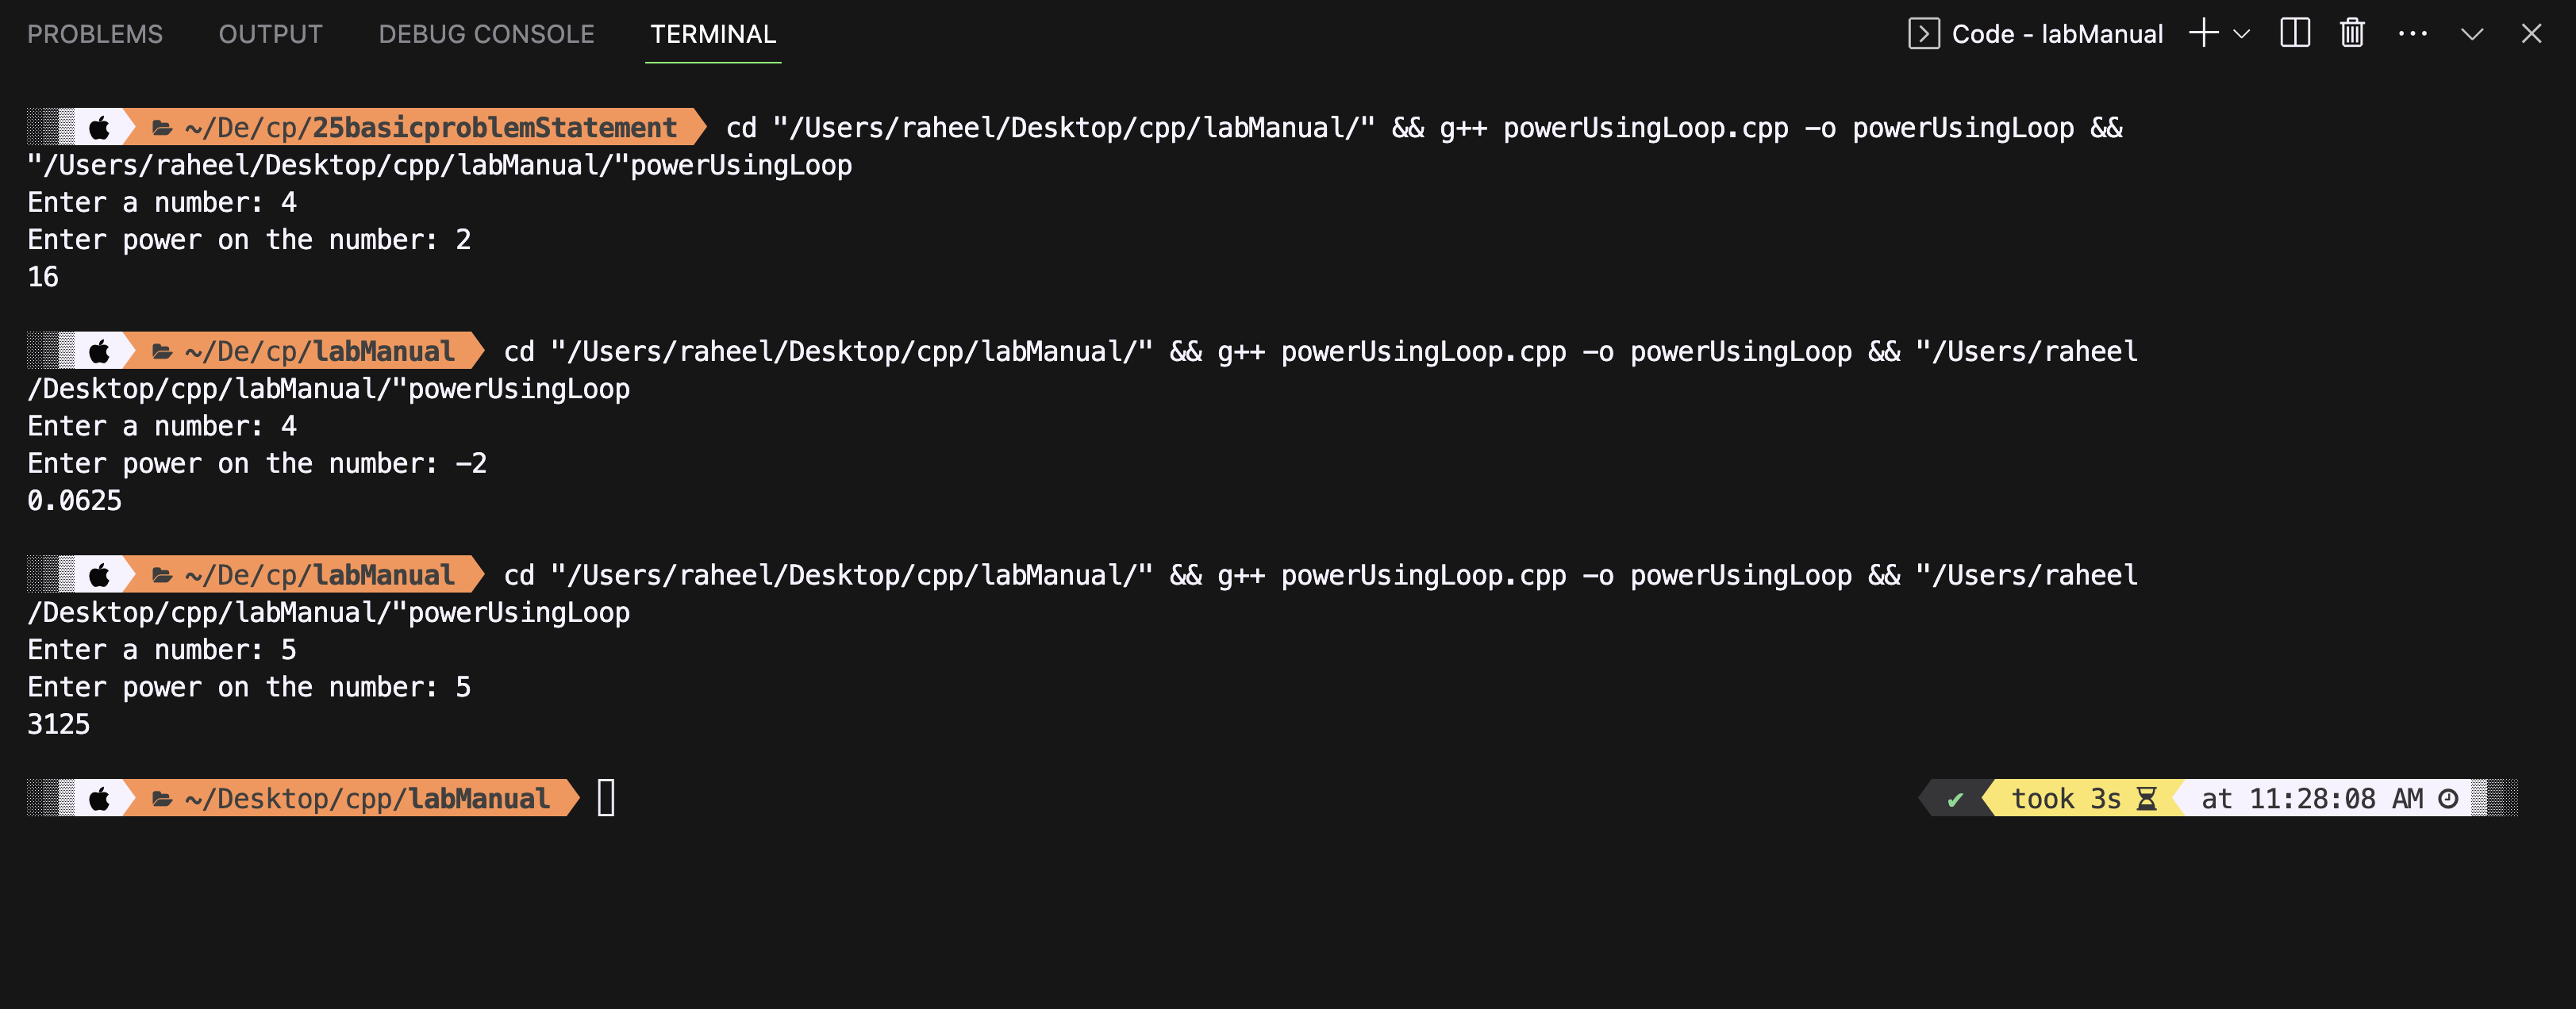 PROBLEMS OUTPUT DEBUG CONSOLE TERMINAL Code - labManual
~/De/cp/25basicproblemStatement cd "/Users/raheel/Desktop/cpp/labManual/" && g++ powerUsingLoop.cpp -o powerUsingLoop &&
"/Users/raheel/Desktop/cpp/labManual/"powerUsingLoop
Enter a number: 4
Enter power on the number: 2
16
~/De/cp/labManual cd "/Users/raheel/Desktop/cpp/labManual/" && g++ powerUsingLoop.cpp -o powerUsingLoop && "/Users/raheel
/Desktop/cpp/labManual/"powerUsingLoop
Enter a number: 4
Enter power on the number: -2
0.0625
~/De/cp/labManual cd "/Users/raheel/Desktop/cpp/labManual/" && g++ powerUsingLoop.cpp -o powerUsingLoop && "/Users/raheel
/Desktop/cpp/labManual/"powerUsingLoop
Enter a number: 5
Enter power on the number: 5
3125
~/Desktop/cpp/labManual ✔ took 3s at 11:28:08 AM